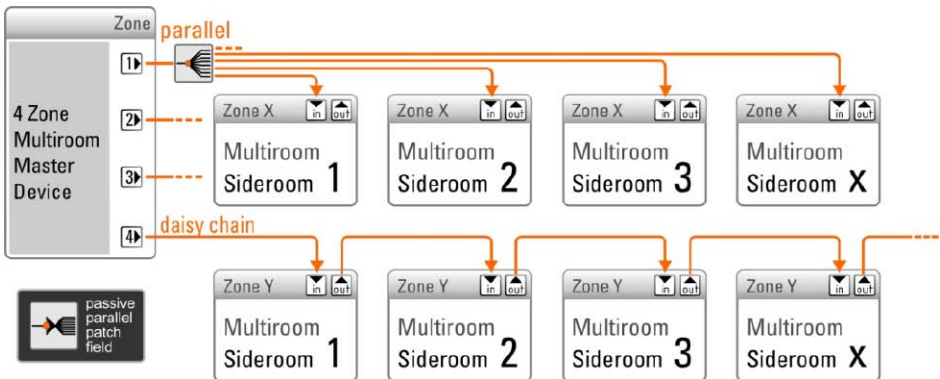 Zone
parallel
1
4 Zone
Multiroom
Master
Device
2
3
4
Zone X in out
Multiroom
Sideroom 1
Zone X in out
Multiroom
Sideroom 2
Zone X in out
Multiroom
Sideroom 3
Zone X in out
Multiroom
Sideroom X
daisy chain
Zone Y in out
Multiroom
Sideroom 1
Zone Y in out
Multiroom
Sideroom 2
Zone Y in out
Multiroom
Sideroom 3
Zone Y in out
Multiroom
Sideroom X
passive
parallel
patch
field